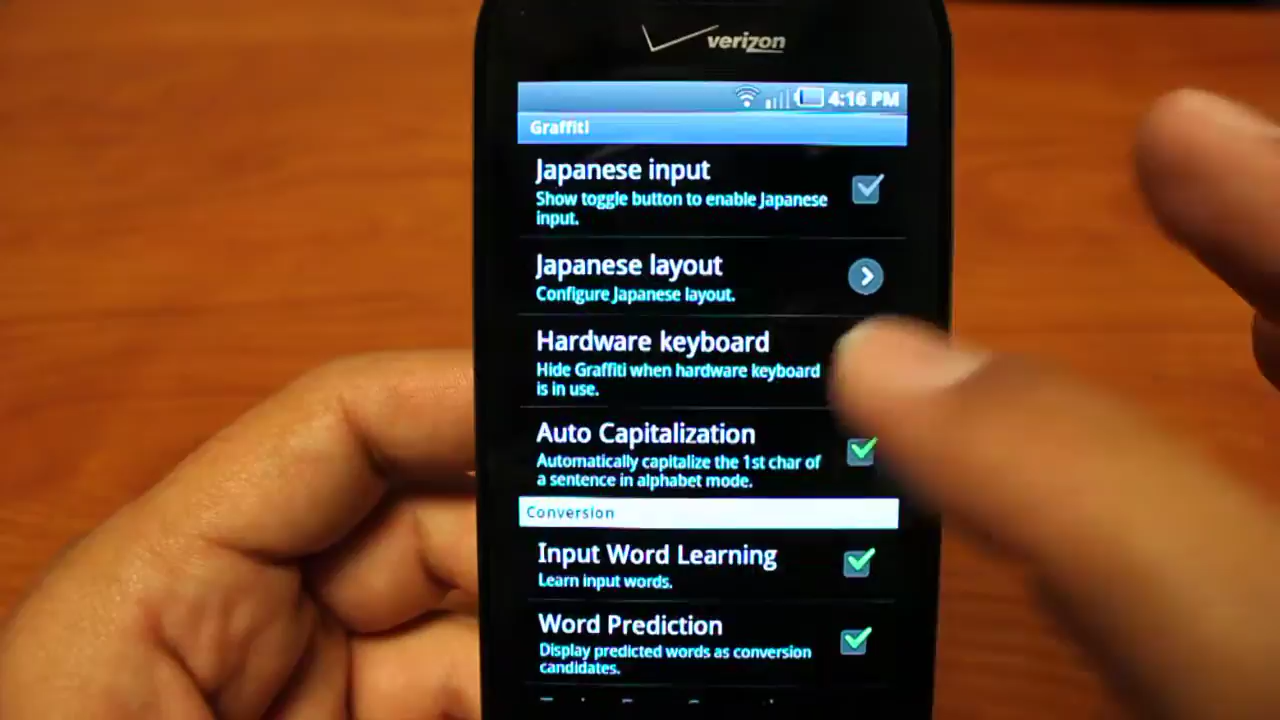 verizon
4:16 PM
Graffiti
Japanese input
Show toggle button to enable Japanese
input.
Japanese layout
Configure Japanese layout.
Hardware keyboard
Hide Graffiti when hardware keyboard
is in use.
Auto Capitalization
Automatically capitalize the 1st char of
a sentence in alphabet mode.
Conversion
Input Word Learning
Learn input words.
Word Prediction
Display predicted words as conversion
candidates.